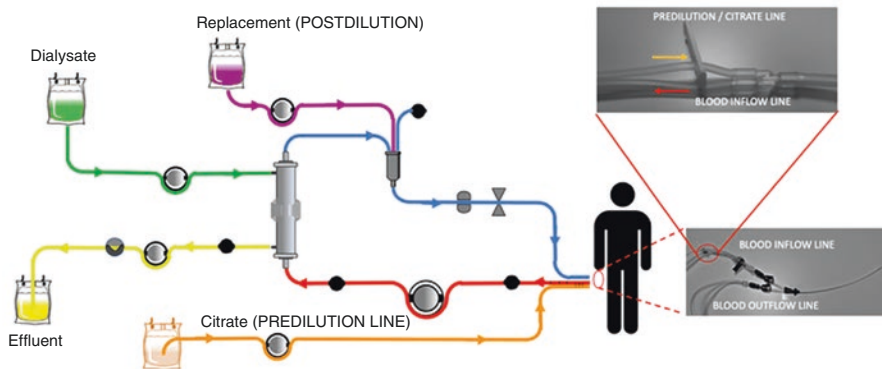 Replacement (POSTDILUTION)
Dialysate
PREDILUTION / CITRATE LINE
BLOOD INFLOW LINE
BLOOD INFLOW LINE
BLOOD OUTFLOW LINE
Citrate (PREDILUTION LINE)
Effluent